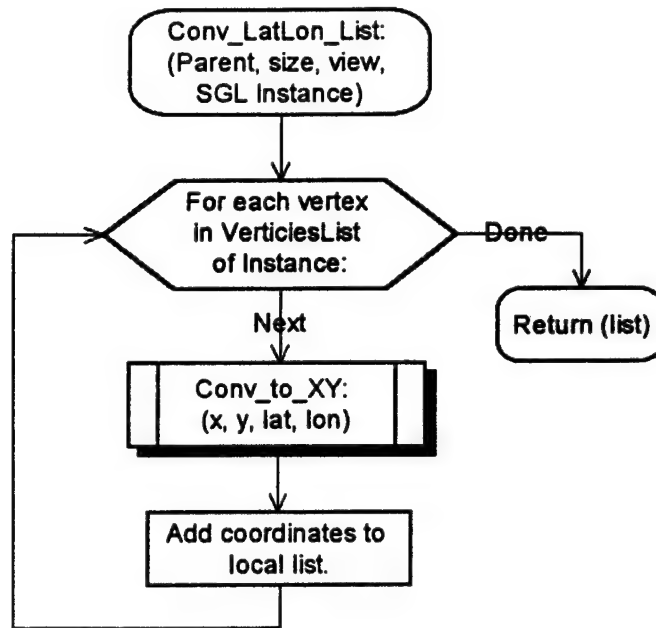 Conv_LatLon_List:
(Parent, size, view,
SGL Instance)
For each vertex
in VerticiesList
of Instance:
Done
Return (list)
Next
Conv_to_XY:
(x, y, lat, lon)
Add coordinates to
local list.